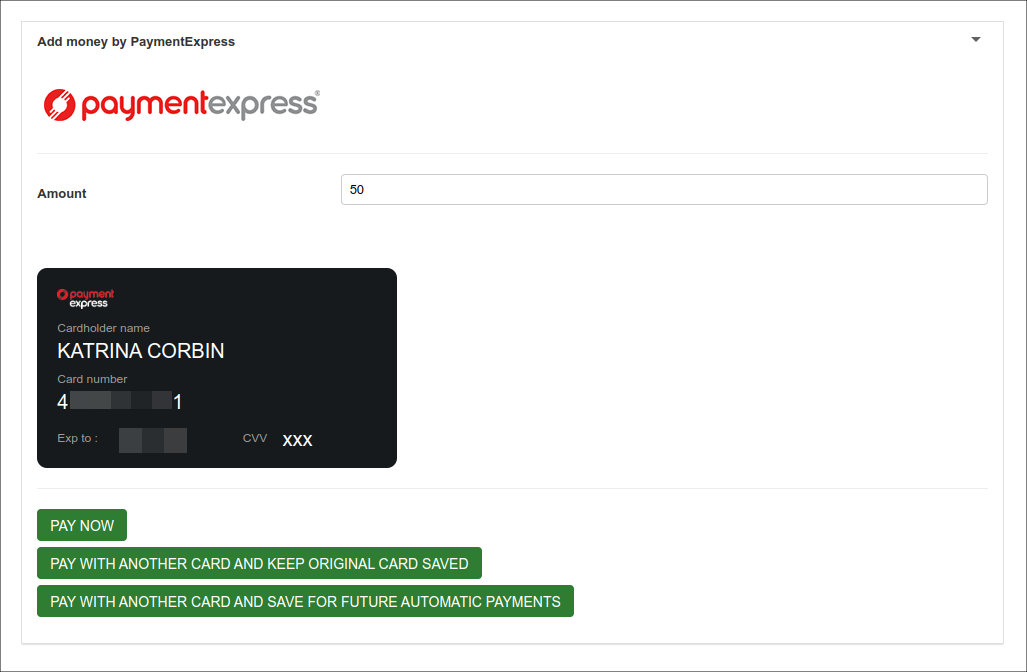 Add money by PaymentExpress
paymentexpress®
Amount
50
payment
express
Cardholder name
KATRINA CORBIN
Card number
4 1
Exp to :
CVV xxx
PAY NOW
PAY WITH ANOTHER CARD AND KEEP ORIGINAL CARD SAVED
PAY WITH ANOTHER CARD AND SAVE FOR FUTURE AUTOMATIC PAYMENTS